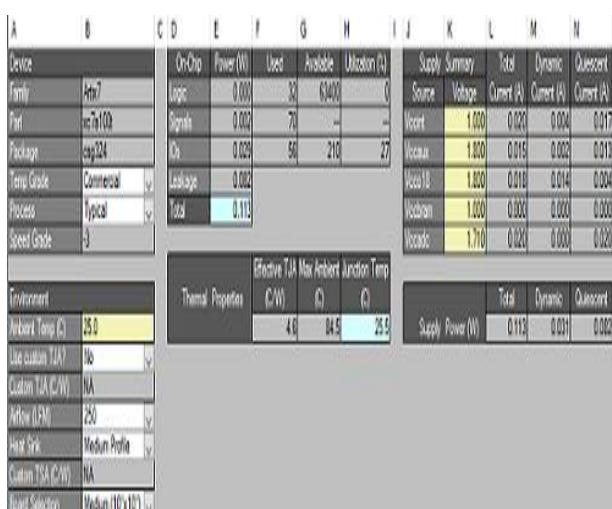 A B C D E F G H I J K L M N
Device
Family Artix7
Part xc7a100t
Package csg324
Temp Grade Commercial
Process Typical
Speed Grade -3
Environment
Ambient Temp (C) 25.0
Use custom TJA? No
Custom TJA (C/W) NA
Airflow (LFM) 250
Heat Sink Medium Profile
Custom TSA (C/W) NA
Board Selection Medium (10"x10")
On-Chip Power (W) Used Available Utilization (%)
Logic 0.000 32 63400 0
Signals 0.002 70 --- ---
IOs 0.029 56 210 27
Leakage 0.082
Total 0.113
Thermal Properties Effective TJA (C/W) Max Ambient (C) Junction Temp (C)
4.6 84.5 25.5
Supply Summary Total Dynamic Quiescent
Source Voltage Current (A) Current (A) Current (A)
Vccint 1.000 0.020 0.004 0.017
Vccaux 1.800 0.015 0.002 0.013
Vcco18 1.800 0.018 0.014 0.004
Vccbram 1.000 0.000 0.000 0.000
Vccadc 1.710 0.020 0.000 0.020
Total Dynamic Quiescent
Supply Power (W) 0.113 0.031 0.082